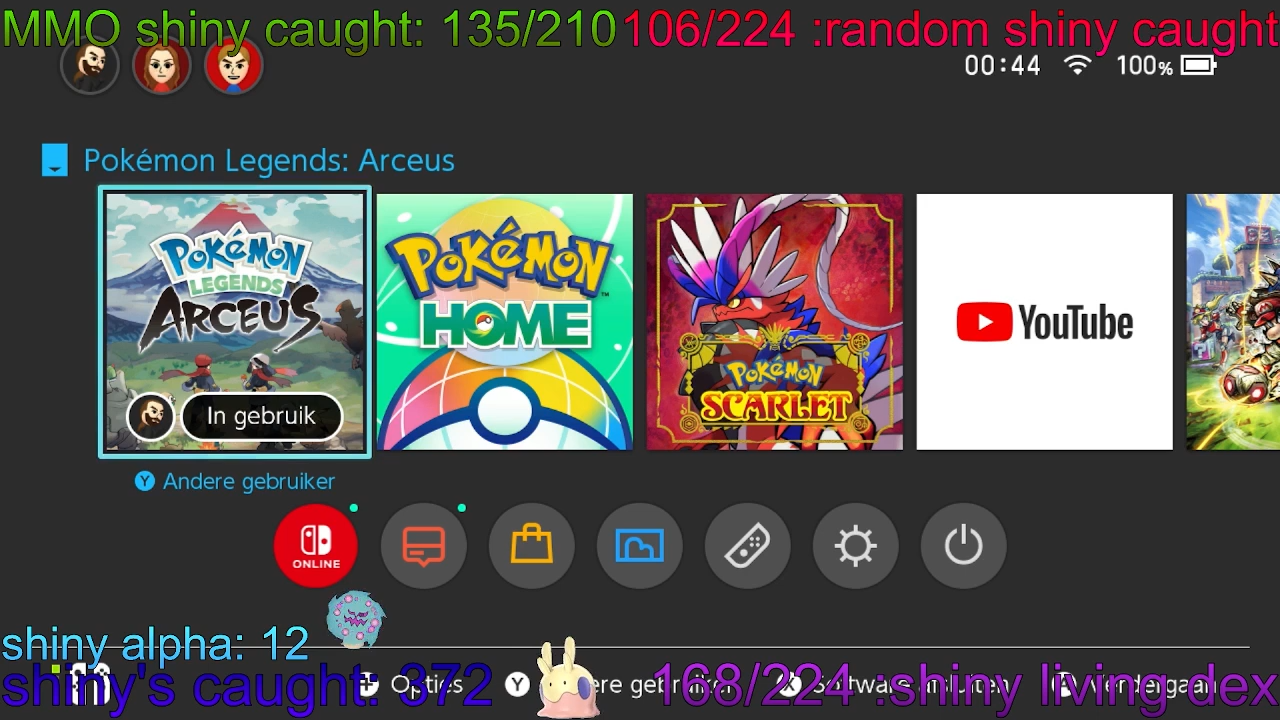 MMO shiny caught: 135/210
106/224 :random shiny caught
00:44
100%
Pokémon Legends: Arceus
POKéMON
LEGENDS
ARCEUS
In gebruik
POKéMON
HOME
POKéMON
SCARLET
YouTube
Y Andere gebruiker
ONLINE
shiny alpha: 12
shiny's caught: 372
Opties
Y
168/224 :shiny living dex
X Software afsluiten